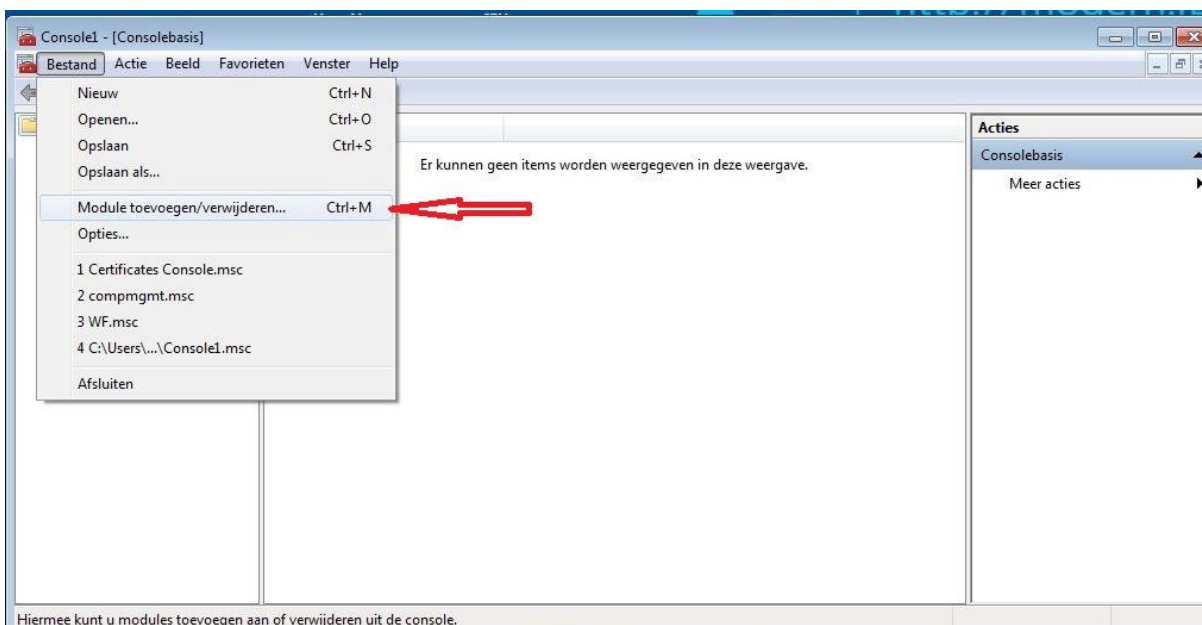 Console1 - [Consolebasis]
Bestand Actie Beeld Favorieten Venster Help
Nieuw Ctrl+N
Openen... Ctrl+O
Opslaan Ctrl+S
Opslaan als...
Module toevoegen/verwijderen... Ctrl+M
Opties...
1 Certificates Console.msc
2 compmgmt.msc
3 WF.msc
4 C:\Users\...\Console1.msc
Afsluiten
Er kunnen geen items worden weergegeven in deze weergave.
Acties
Consolebasis
Meer acties
Hiermee kunt u modules toevoegen aan of verwijderen uit de console.